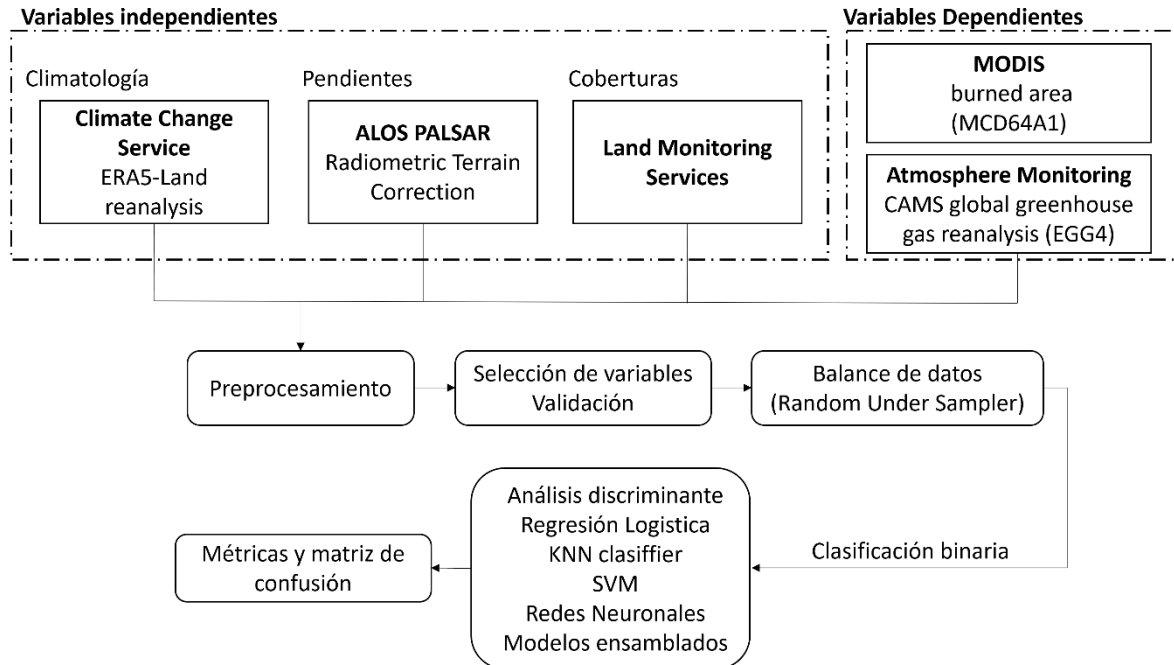 Variables independientes
Variables Dependientes
Climatología
Pendientes
Coberturas
Climate Change
Service
ERA5-Land
reanalysis
ALOS PALSAR
Radiometric Terrain
Correction
Land Monitoring
Services
MODIS
burned area
(MCD64A1)
Atmosphere Monitoring
CAMS global greenhouse
gas reanalysis (EGG4)
Preprocesamiento
Selección de variables
Validación
Balance de datos
(Random Under Sampler)
Clasificación binaria
Análisis discriminante
Regresión Logistica
KNN clasiffier
SVM
Redes Neuronales
Modelos ensamblados
Métricas y matriz de
confusión